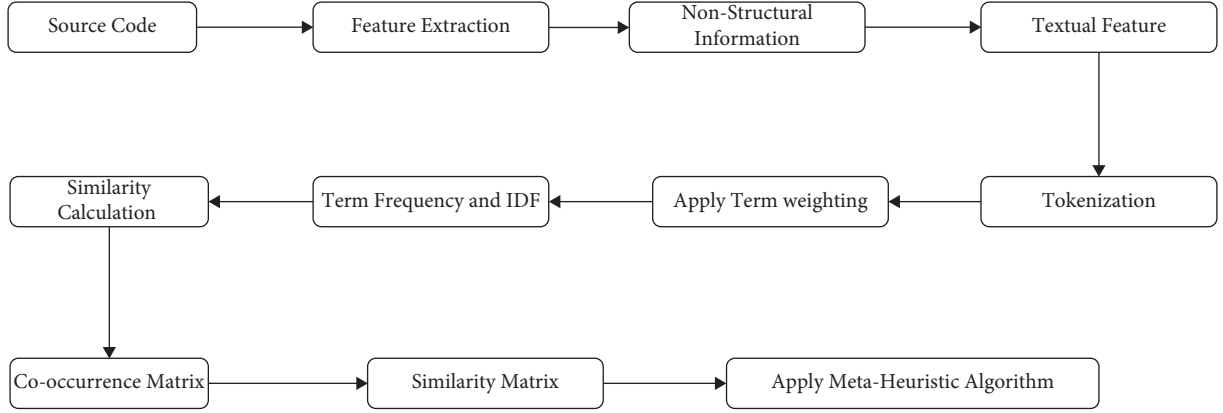 Source Code
Feature Extraction
Non-Structural
Information
Textual Feature
Similarity
Calculation
Term Frequency and IDF
Apply Term weighting
Tokenization
Co-occurrence Matrix
Similarity Matrix
Apply Meta-Heuristic Algorithm